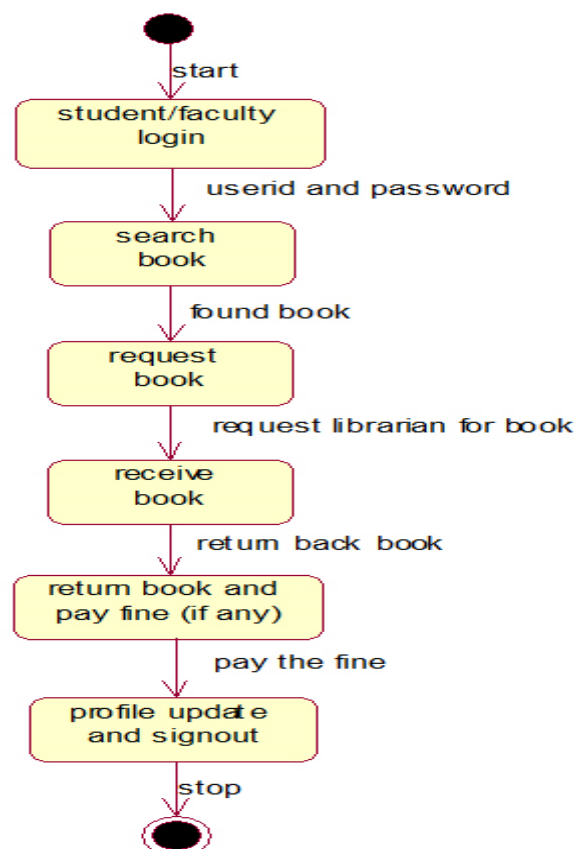 start
student/faculty
login
userid and password
search
book
found book
request
book
request librarian for book
receive
book
return back book
return book and
pay fine (if any)
pay the fine
profile update
and signout
stop